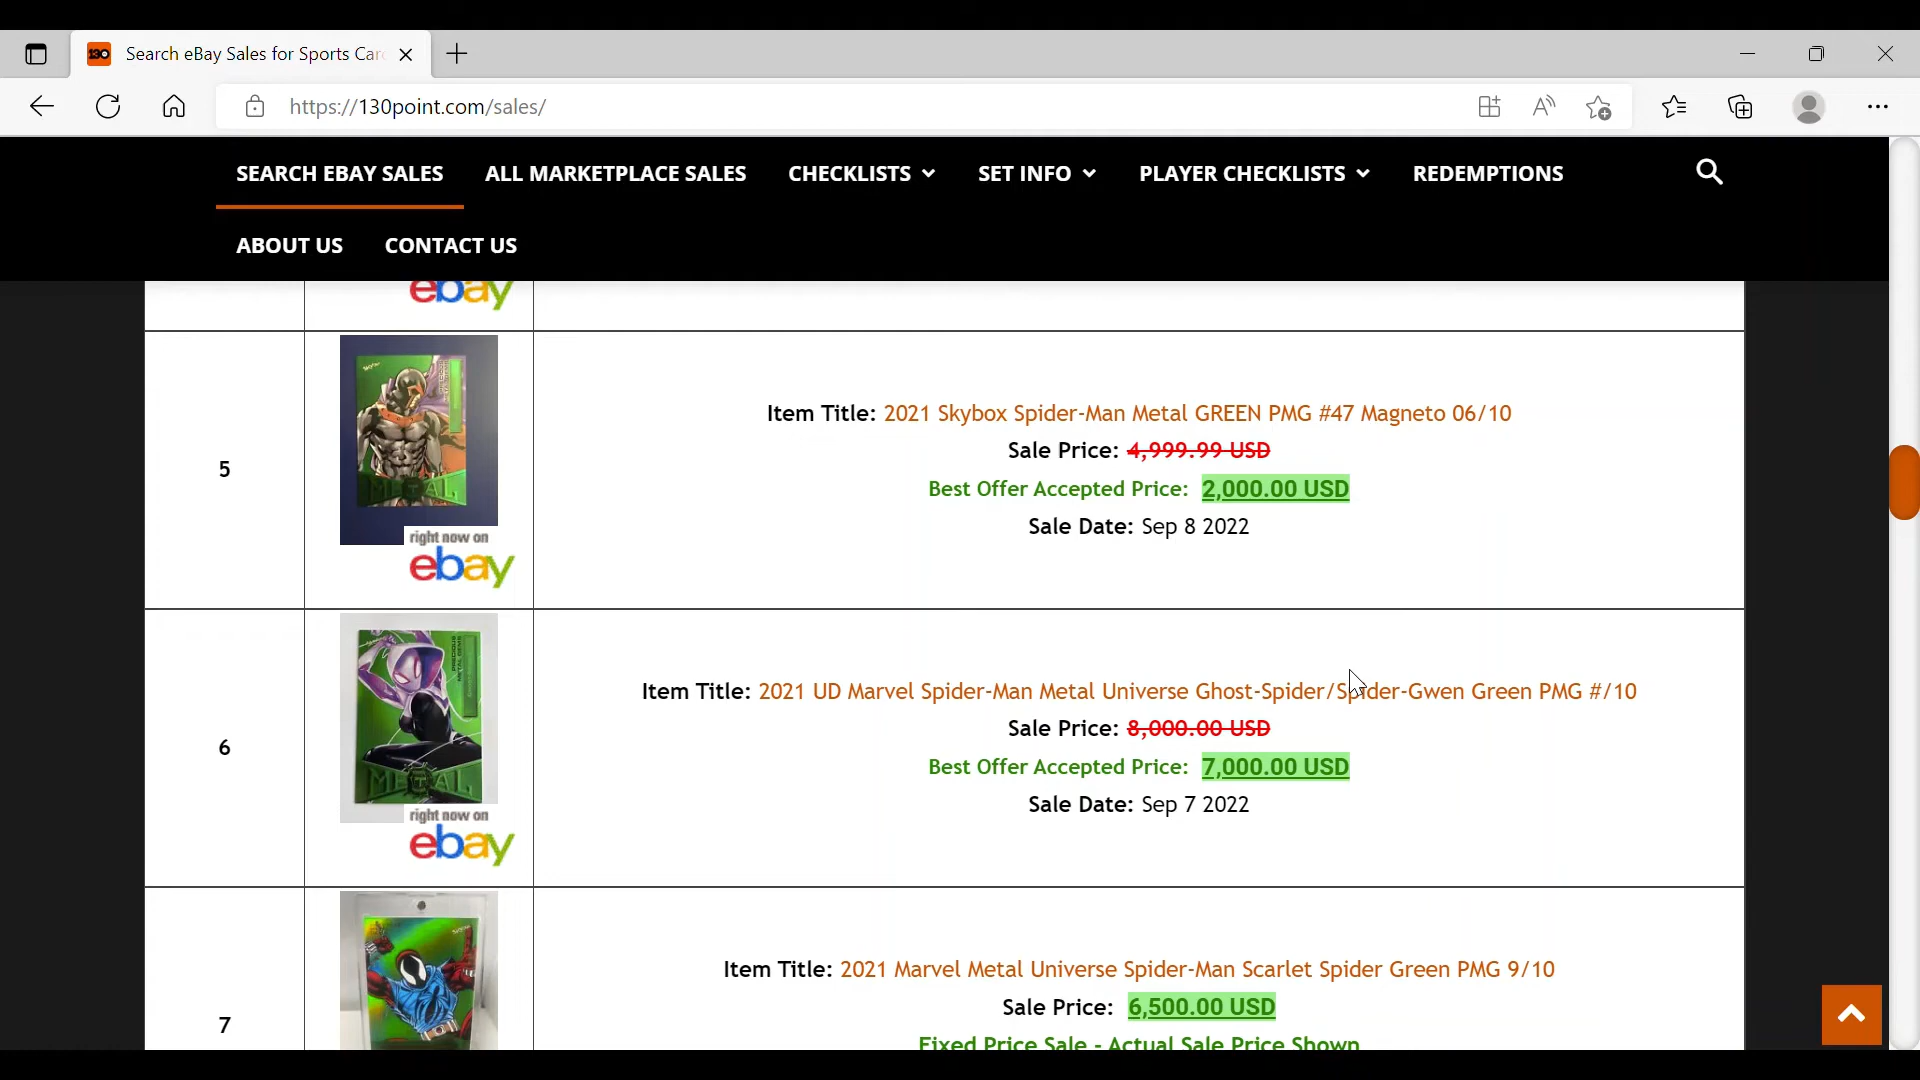 Search eBay Sales for Sports Car
https://130point.com/sales/
SEARCH EBAY SALES
ALL MARKETPLACE SALES
CHECKLISTS
SET INFO
PLAYER CHECKLISTS
REDEMPTIONS
ABOUT US
CONTACT US
ebay
5
METAL
right now on
ebay
Item Title: 2021 Skybox Spider-Man Metal GREEN PMG #47 Magneto 06/10
Sale Price: 4,999.99 USD
Best Offer Accepted Price: 2,000.00 USD
Sale Date: Sep 8 2022
6
PRECIOUS
METAL GEMS
METAL
right now on
ebay
Item Title: 2021 UD Marvel Spider-Man Metal Universe Ghost-Spider/Spider-Gwen Green PMG #/10
Sale Price: 8,000.00 USD
Best Offer Accepted Price: 7,000.00 USD
Sale Date: Sep 7 2022
7
Item Title: 2021 Marvel Metal Universe Spider-Man Scarlet Spider Green PMG 9/10
Sale Price: 6,500.00 USD
Fixed Price Sale - Actual Sale Price Shown